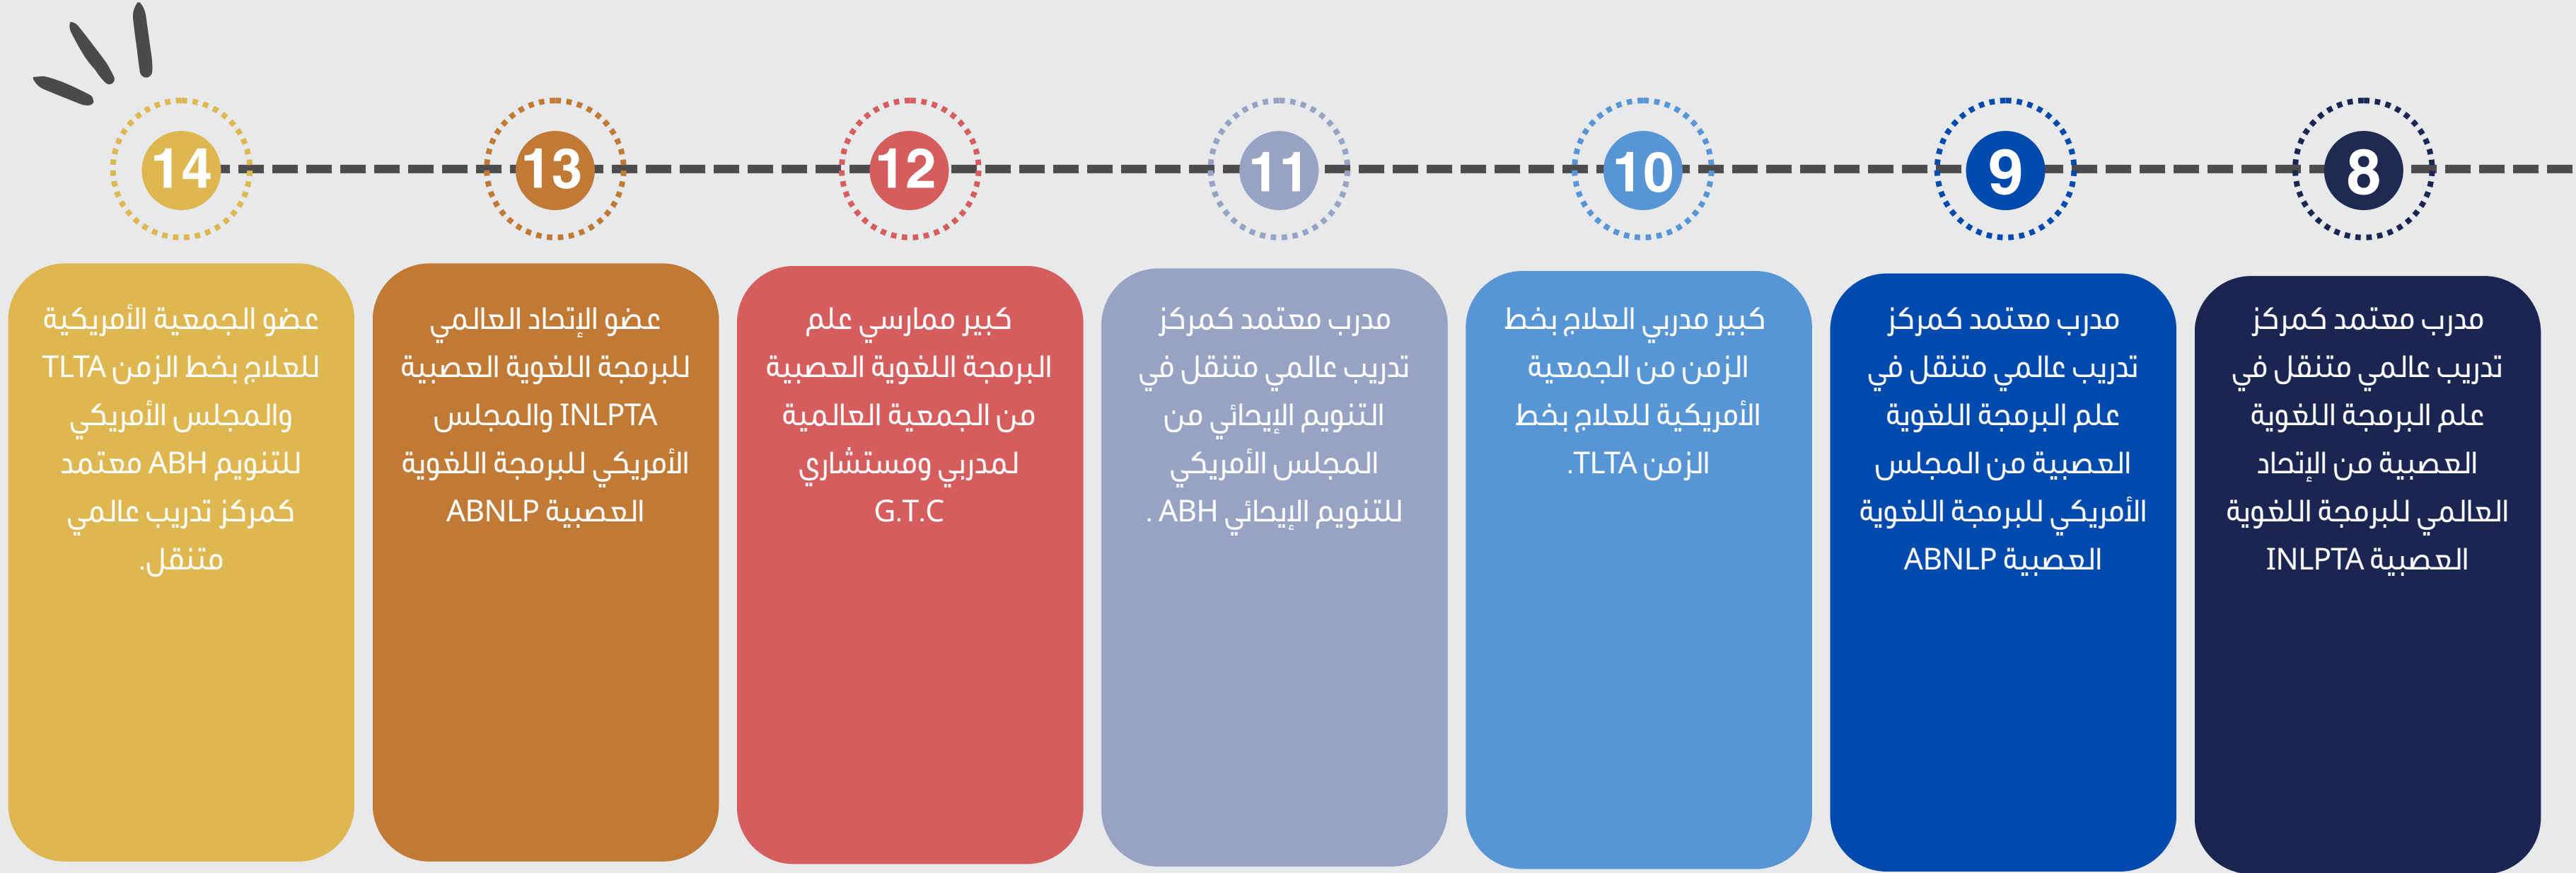 8
مدرب معتمد كمركز
تدريب عالمي متنقل في
علم البرمجة اللغوية
العصبية من الإتحاد
العالمي للبرمجة اللغوية
العصبية INLPTA
9
مدرب معتمد كمركز
تدريب عالمي متنقل في
علم البرمجة اللغوية
العصبية من المجلس
الأمريكي للبرمجة اللغوية
العصبية ABNLP
10
كبير مدربي العلاج بخط
الزمن من الجمعية
الأمريكية للعلاج بخط
الزمن TLTA.
11
مدرب معتمد كمركز
تدريب عالمي متنقل في
التنويم الإيحائي من
المجلس الأمريكي
للتنويم الإيحائي ABH .
12
كبير ممارسي علم
البرمجة اللغوية العصبية
من الجمعية العالمية
لمدربي ومستشاري
G.T.C
13
عضو الإتحاد العالمي
للبرمجة اللغوية العصبية
INLPTA والمجلس
الأمريكي للبرمجة اللغوية
العصبية ABNLP
14
عضو الجمعية الأمريكية
للعلاج بخط الزمن TLTA
والمجلس الأمريكي
للتنويم ABH معتمد
كمركز تدريب عالمي
متنقل.